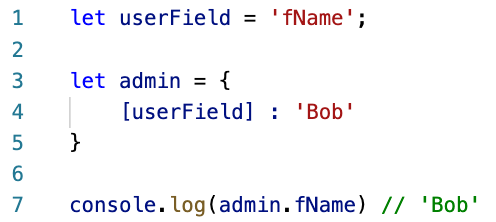 1 let userField = 'fName';
2
3 let admin = {
4     [userField] : 'Bob'
5 }
6
7 console.log(admin.fName) // 'Bob'